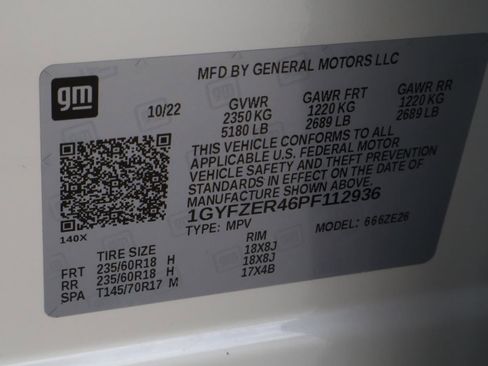 gm
MFD BY GENERAL MOTORS LLC
10/22
GVWR GAWR FRT GAWR RR
2350 KG 1220 KG 1220 KG
5180 LB 2689 LB 2689 LB
THIS VEHICLE CONFORMS TO ALL
APPLICABLE U.S. FEDERAL MOTOR
VEHICLE SAFETY AND THEFT PREVENTION
STANDARDS IN EFFECT ON THE DATE OF
MANUFACTURE SHOWN ABOVE.
1GYFZER46PF112936
TYPE: MPV MODEL: 666ZE26
140X
TIRE SIZE RIM
FRT 235/60R18 H 18X8J
RR 235/60R18 H 18X8J
SPA T145/70R17 M 17X4B